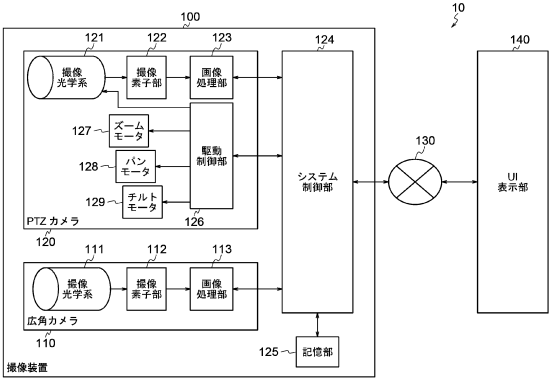 10
100
121
122
123
124
140
撮像
光学系
撮像
素子部
画像
処理部
127
ズーム
モータ
128
パン
モータ
129
チルト
モータ
駆動
制御部
126
PTZ カメラ
120
システム
制御部
130
UI
表示部
111
112
113
撮像
光学系
撮像
素子部
画像
処理部
広角カメラ
110
125
記憶部
撮像装置